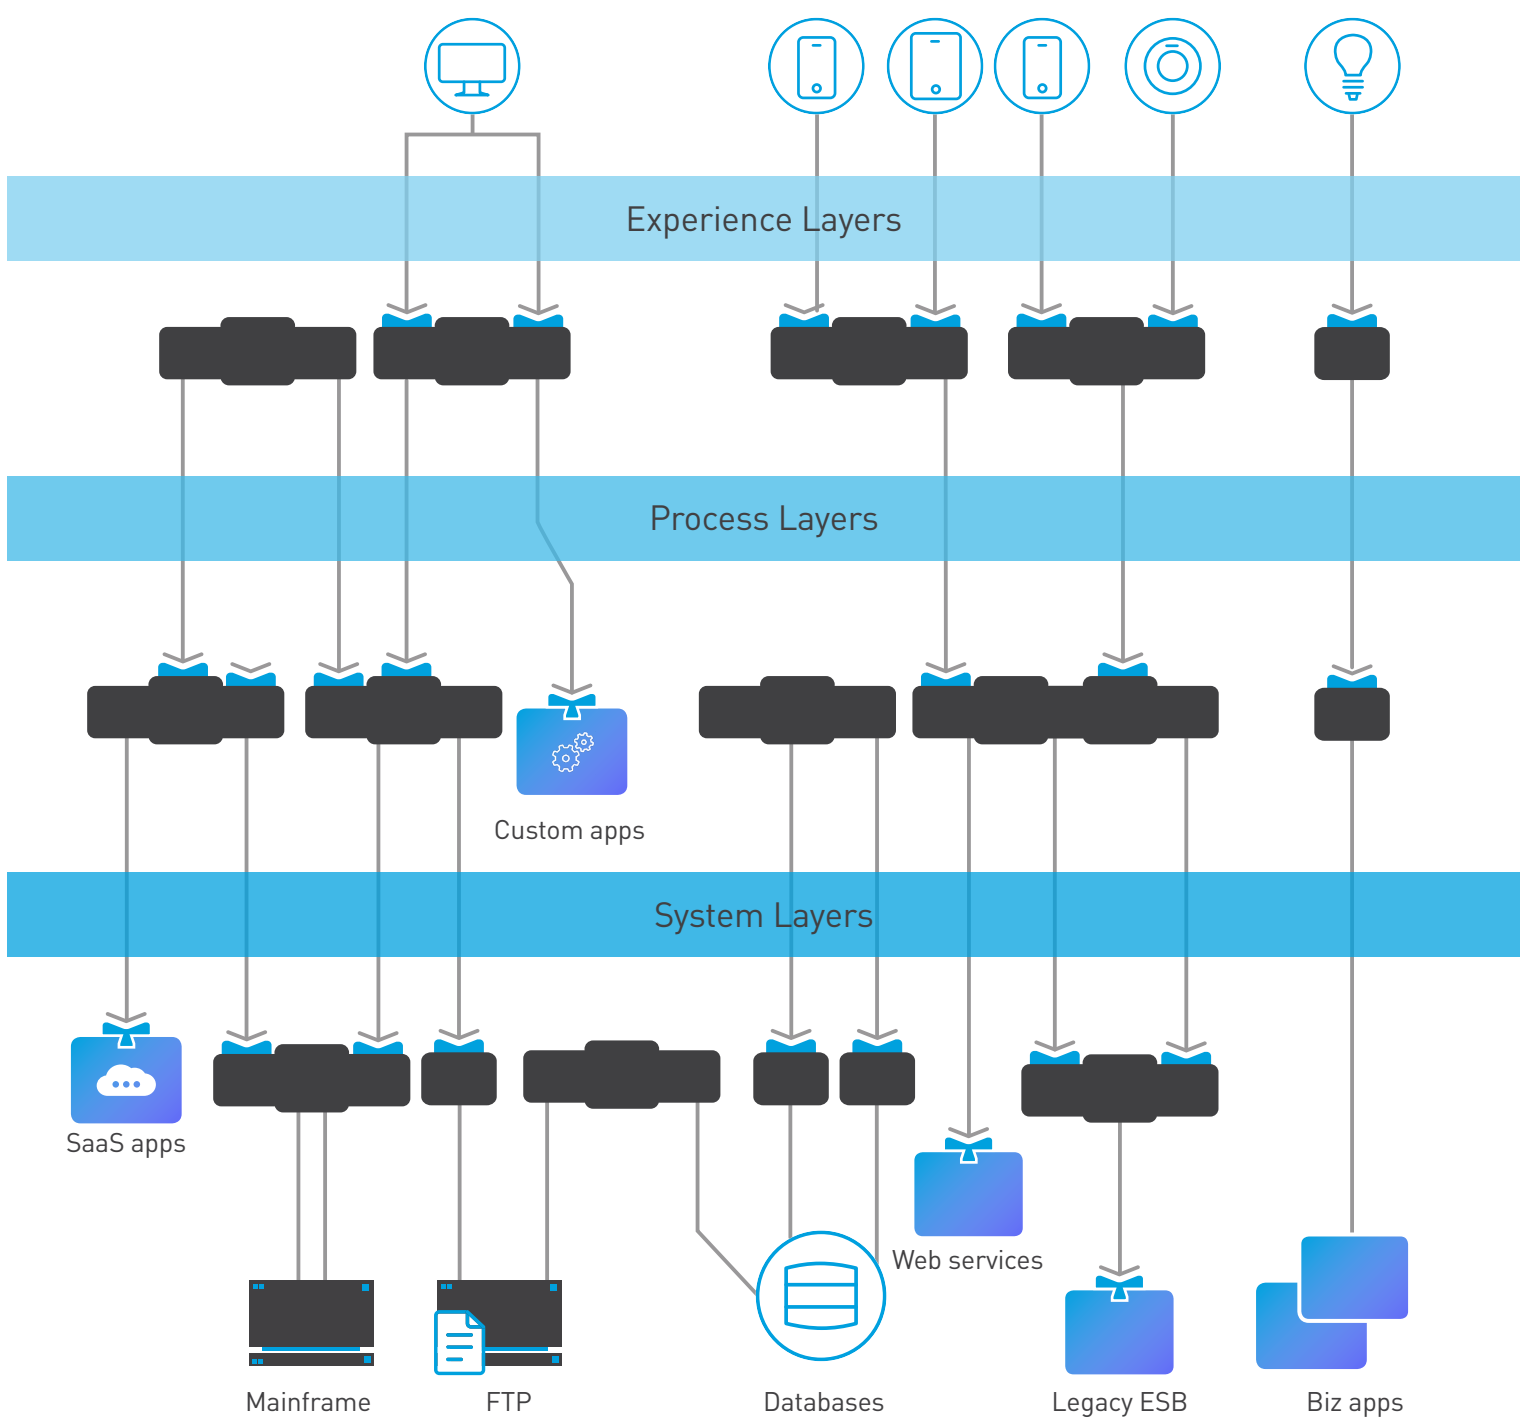 Experience Layers
Process Layers
Custom apps
System Layers
SaaS apps
Web services
Mainframe
FTP
Databases
Legacy ESB
Biz apps